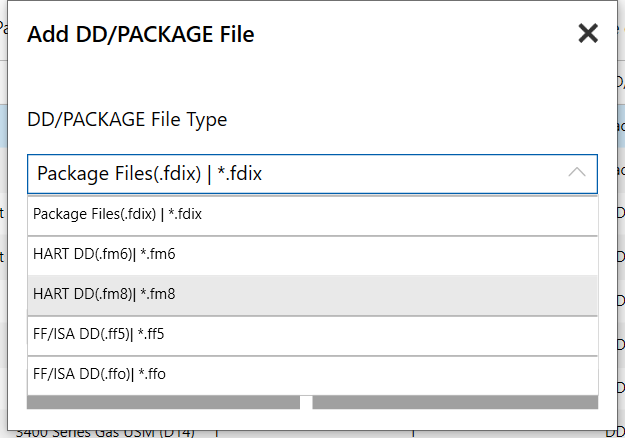 Add DD/PACKAGE File
DD/PACKAGE File Type
Package Files(.fdix) | *.fdix
Package Files(.fdix) | *.fdix
HART DD(.fm6)| *.fm6
HART DD(.fm8)| *.fm8
FF/ISA DD(.ff5)| *.ff5
FF/ISA DD(.ffo)| *.ffo
3400 Series Gas USM (D14)
DD